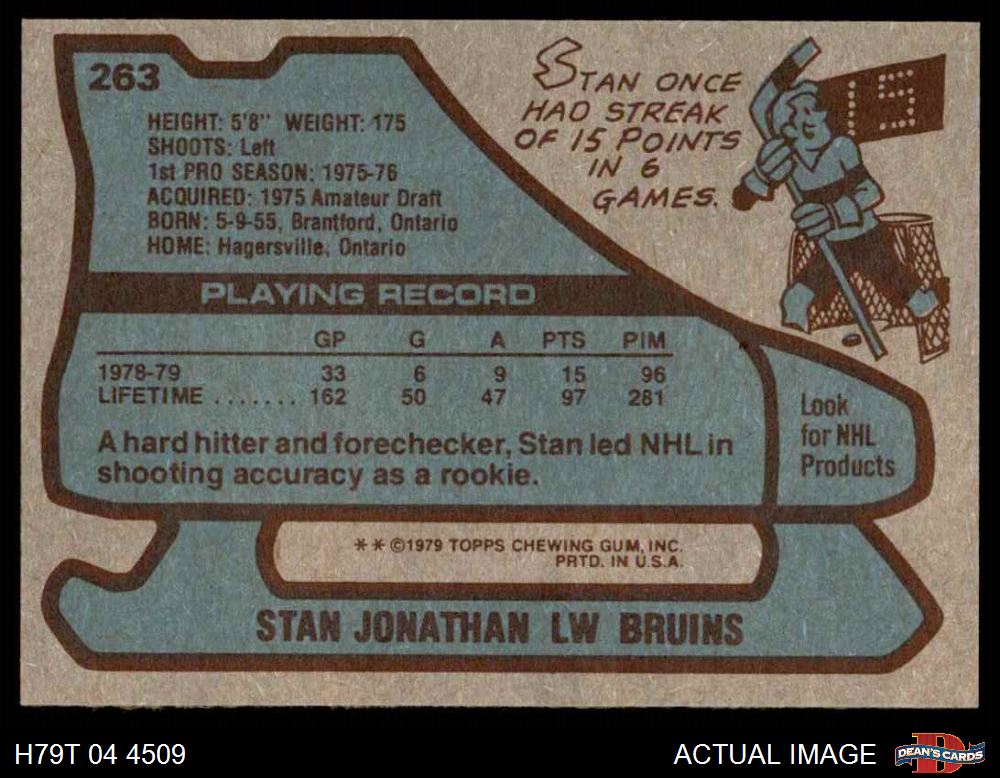 263
HEIGHT: 5'8" WEIGHT: 175
SHOOTS: Left
1st PRO SEASON: 1975-76
ACQUIRED: 1975 Amateur Draft
BORN: 5-9-55, Brantford, Ontario
HOME: Hagersville, Ontario
STAN ONCE
HAD STREAK
OF 15 POINTS
IN 6
GAMES.
15
PLAYING RECORD
GP G A PTS PIM
1978-79 33 6 9 15 96
LIFETIME ....... 162 50 47 97 281
A hard hitter and forechecker, Stan led NHL in
shooting accuracy as a rookie.
Look
for NHL
Products
** ©1979 TOPPS CHEWING GUM, INC.
PRTD. IN U.S.A.
STAN JONATHAN LW BRUINS
H79T 04 4509
ACTUAL IMAGE
D
DEAN'S CARDS